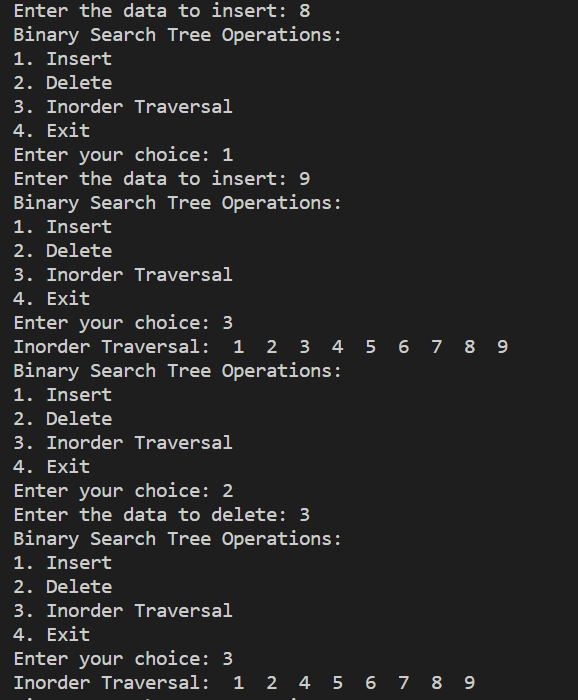 Enter the data to insert: 8
Binary Search Tree Operations:
1. Insert
2. Delete
3. Inorder Traversal
4. Exit
Enter your choice: 1
Enter the data to insert: 9
Binary Search Tree Operations:
1. Insert
2. Delete
3. Inorder Traversal
4. Exit
Enter your choice: 3
Inorder Traversal:  1  2  3  4  5  6  7  8  9
Binary Search Tree Operations:
1. Insert
2. Delete
3. Inorder Traversal
4. Exit
Enter your choice: 2
Enter the data to delete: 3
Binary Search Tree Operations:
1. Insert
2. Delete
3. Inorder Traversal
4. Exit
Enter your choice: 3
Inorder Traversal:  1  2  4  5  6  7  8  9